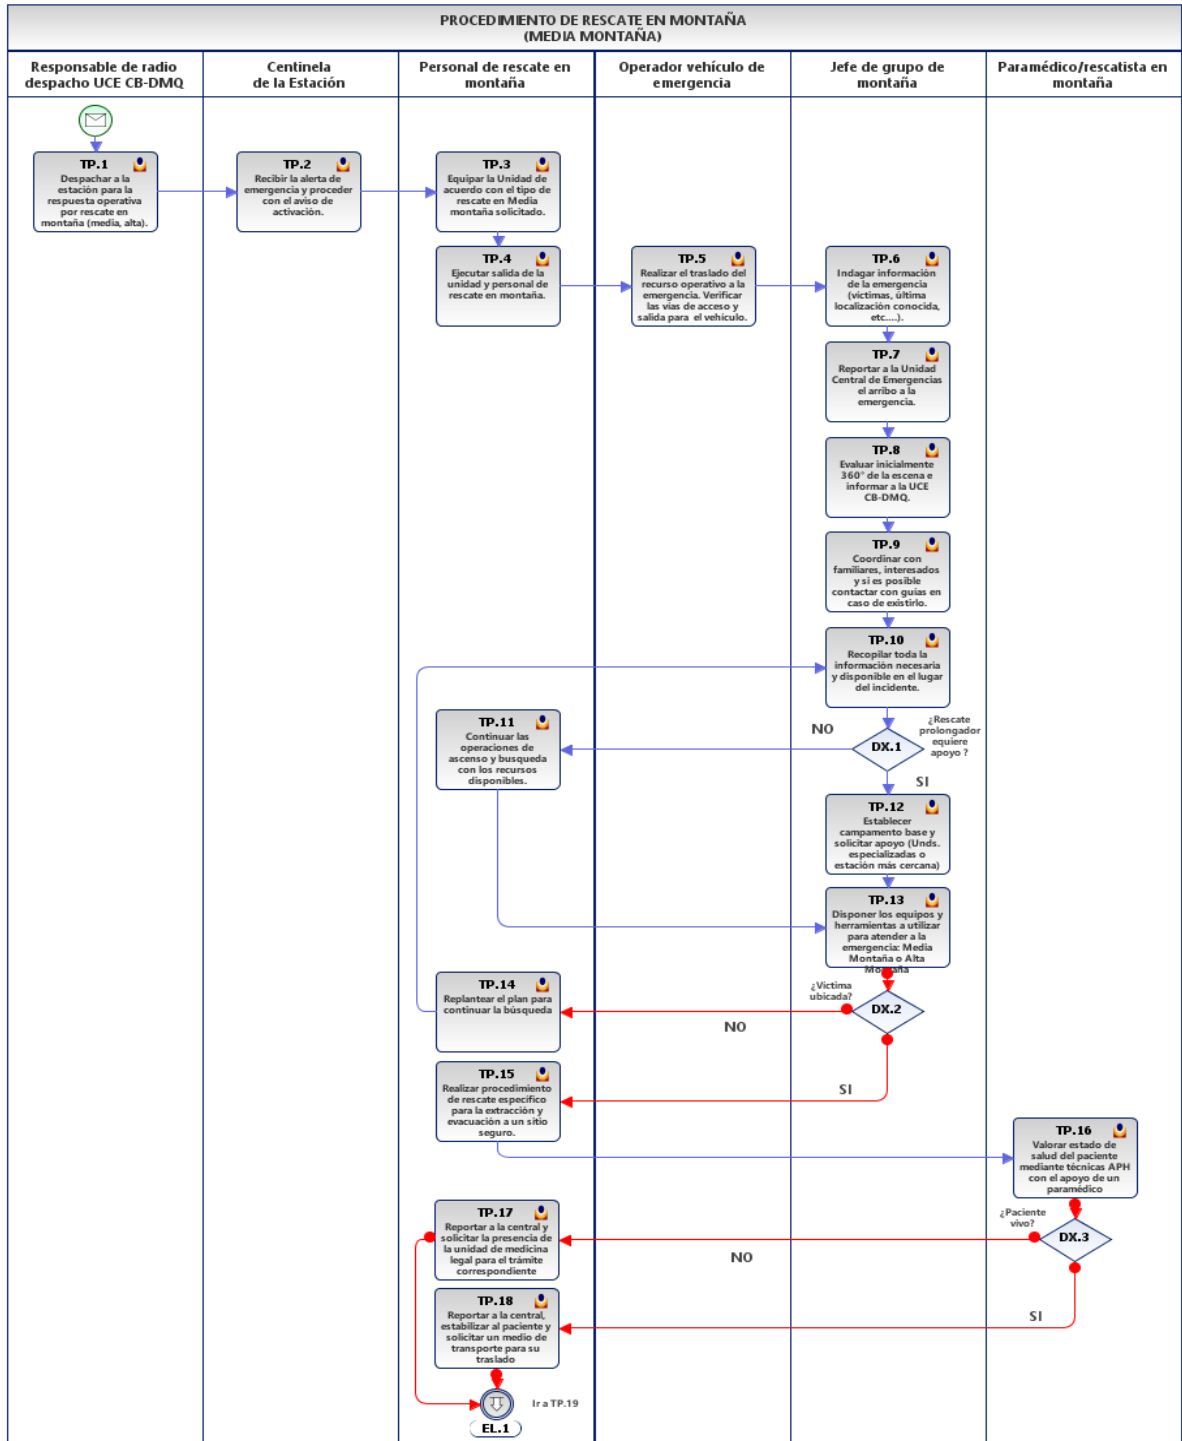 PROCEDIMIENTO DE RESCATE EN MONTAÑA
(MEDIA MONTAÑA)
Responsable de radio
despacho UCE CB-DMQ
Centinela
de la Estación
Personal de rescate en
montaña
Operador vehículo de
emergencia
Jefe de grupo de
montaña
Paramédico/rescatista en
montaña
TP.1
Despachar a la
estación para la
respuesta operativa
por rescate en
montaña (media, alta).
TP.2
Recibir la alerta de
emergencia y proceder
con el aviso de
activación.
TP.3
Equipar la Unidad de
acuerdo con el tipo de
rescate en Media
montaña solicitado.
TP.4
Ejecutar salida de la
unidad y personal de
rescate en montaña.
TP.5
Realizar el traslado del
recurso operativo a la
emergencia. Verificar
las vías de acceso y
salida para el vehículo.
TP.6
Indagar información
de la emergencia
(víctimas, última
localización conocida,
etc....).
TP.7
Reportar a la Unidad
Central de Emergencias
el arribo a la
emergencia.
TP.8
Evaluar inicialmente
360° de la escena e
informar a la UCE
CB-DMQ.
TP.9
Coordinar con
familiares, interesados
y si es posible
contactar con guías en
caso de existirlo.
TP.10
Recopilar toda la
información necesaria
y disponible en el lugar
del incidente.
TP.11
Continuar las
operaciones de
ascenso y busqueda
con los recursos
disponibles.
NO
DX.1
¿Rescate
prolongador
equiere
apoyo ?
SI
TP.12
Establecer
campamento base y
solicitar apoyo (Unds.
especializadas o
estación más cercana)
TP.13
Disponer los equipos y
herramientas a utilizar
para atender a la
emergencia: Media
Montaña o Alta
Montaña
TP.14
Replantear el plan para
continuar la búsqueda
¿Victima
ubicada?
DX.2
NO
TP.15
Realizar procedimiento
de rescate específico
para la extracción y
evacuación a un sitio
seguro.
SI
TP.16
Valorar estado de
salud del paciente
mediante técnicas APH
con el apoyo de un
paramédico
TP.17
Reportar a la central y
solicitar la presencia de
la unidad de medicina
legal para el trámite
correspondiente
¿Paciente
vivo?
DX.3
NO
TP.18
Reportar a la central,
estabilizar al paciente y
solicitar un medio de
transporte para su
traslado
SI
Ir a TP.19
EL.1